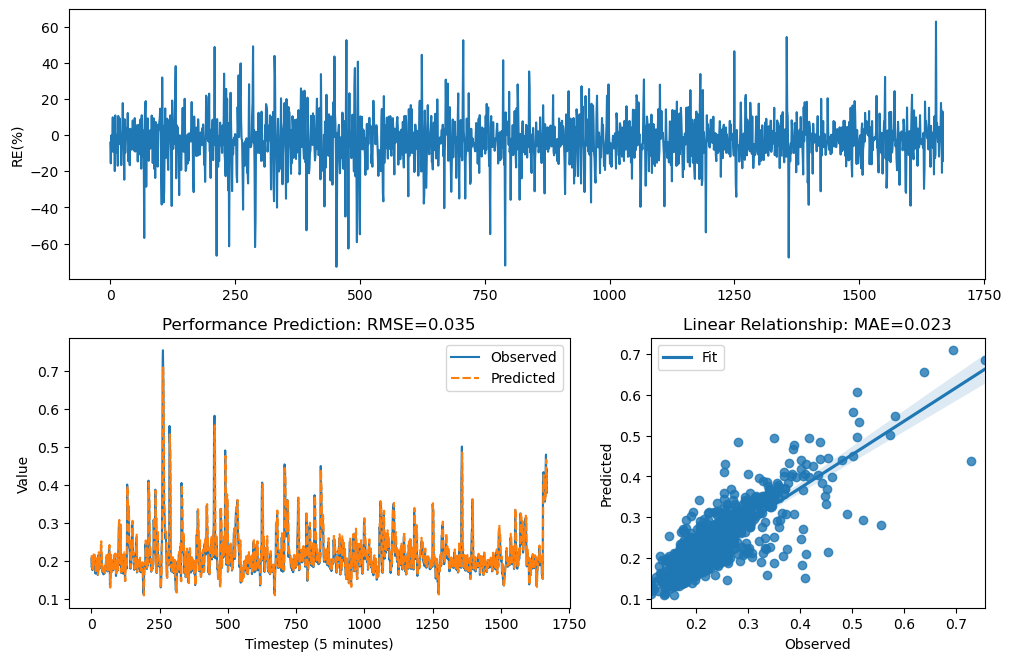 RE(%)
60
40
20
0
−20
−40
−60
0 250 500 750 1000 1250 1500 1750
Performance Prediction: RMSE=0.035
Observed
Predicted
Value
0.7
0.6
0.5
0.4
0.3
0.2
0.1
0 250 500 750 1000 1250 1500 1750
Timestep (5 minutes)
Linear Relationship: MAE=0.023
Fit
Predicted
0.7
0.6
0.5
0.4
0.3
0.2
0.1
0.2 0.3 0.4 0.5 0.6 0.7
Observed